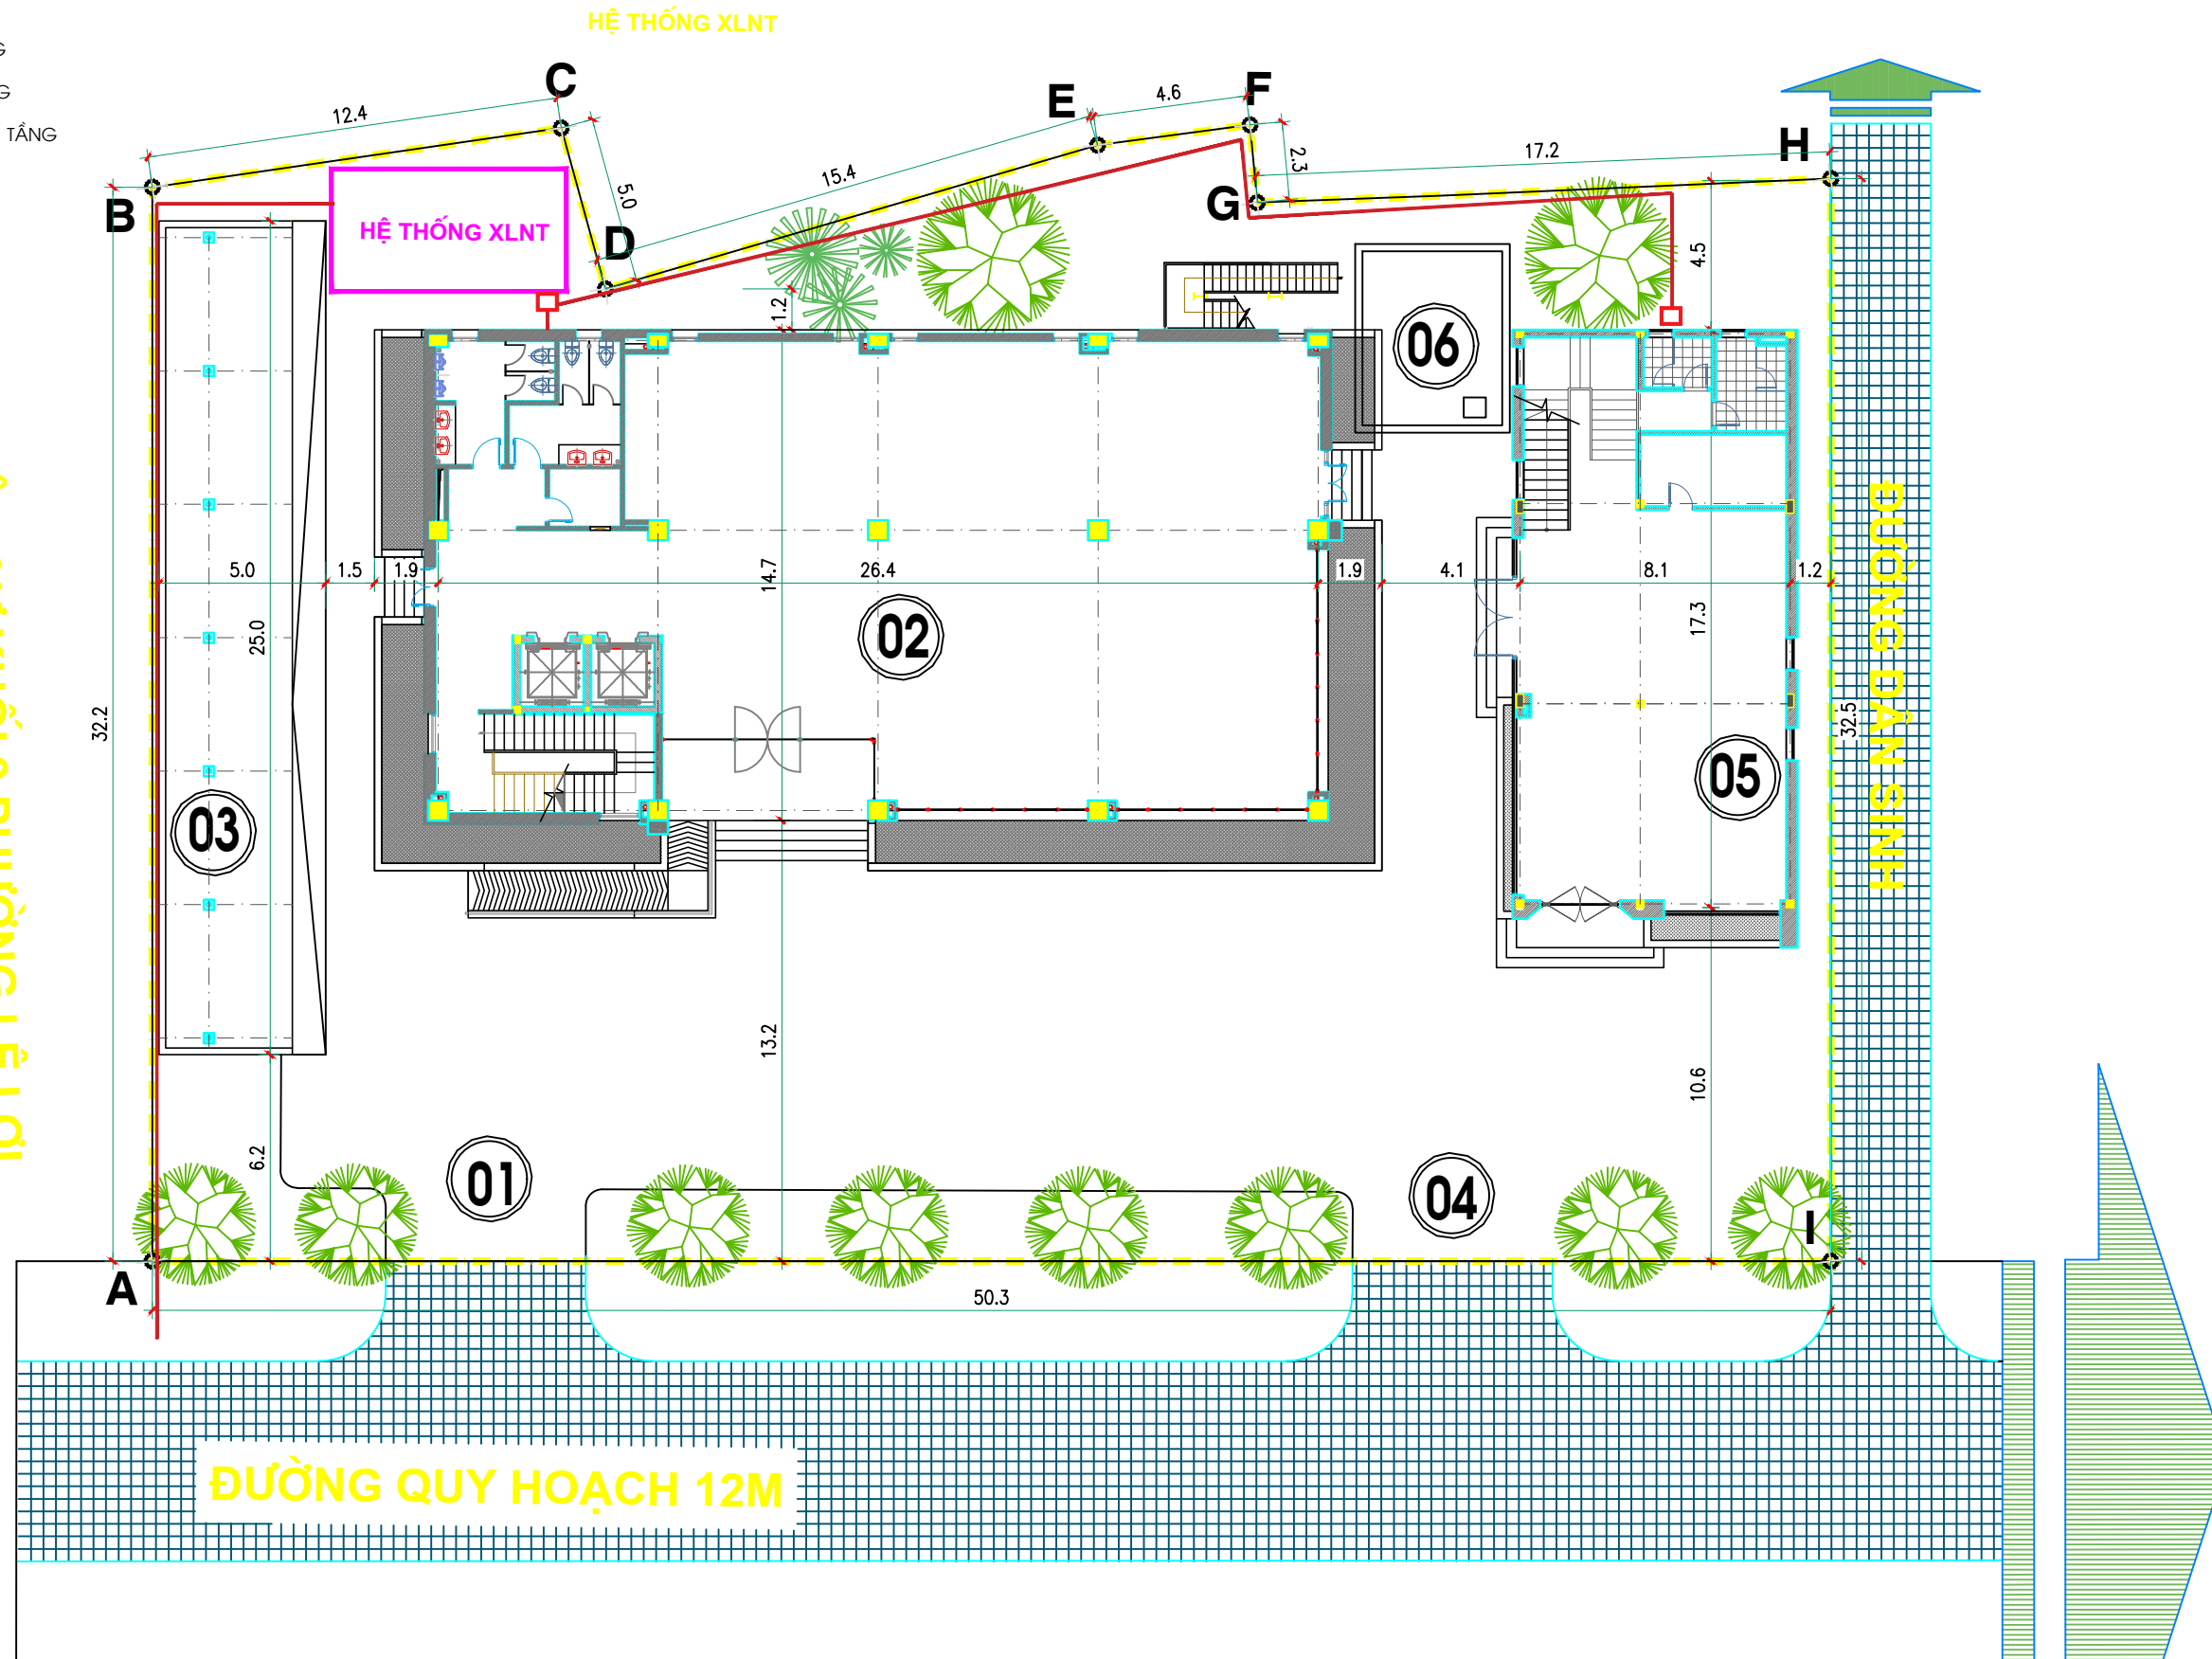 HỆ THỐNG XLNT
G
G
TẦNG
C
12.4
B
5.0
D
E
4.6
F
15.4
2.3
G
17.2
H
HỆ THỐNG XLNT
1.2
4.5
06
5.0
1.5
1.9
26.4
1.9
4.1
8.1
1.2
14.7
25.0
17.3
32.2
32.5
02
03
05
ĐƯỜNG DÂN SINH
13.2
10.6
6.2
01
04
A
I
50.3
PHƯỜNG LÊ LỢI
ĐƯỜNG QUY HOẠCH 12M